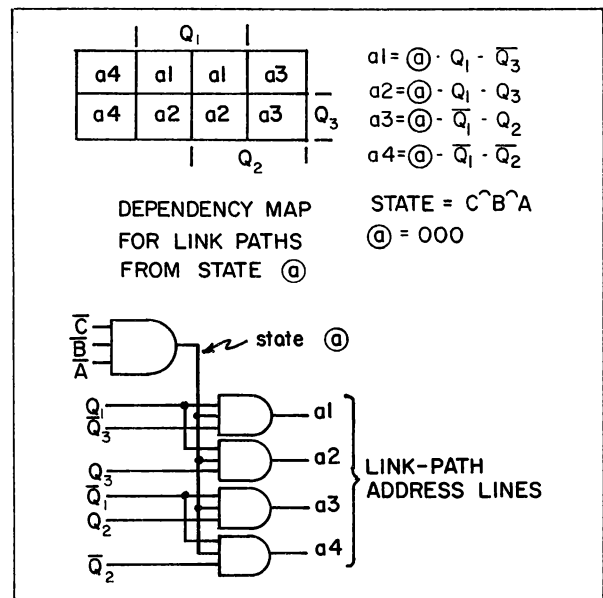 Q₁
a4 a1 a1 a3
a4 a2 a2 a3
Q₃
Q₂
a1 = ⓐ · Q₁ · Q̅₃
a2 = ⓐ · Q₁ · Q₃
a3 = ⓐ · Q̅₁ · Q₂
a4 = ⓐ · Q̅₁ · Q̅₂
DEPENDENCY MAP
FOR LINK PATHS
FROM STATE ⓐ
STATE = C⌒B⌒A
ⓐ = 000
C̅
B̅
A̅
state ⓐ
Q₁
Q̅₃
Q₃
Q̅₁
Q₂
Q̅₂
a1
a2
a3
a4
LINK-PATH
ADDRESS LINES